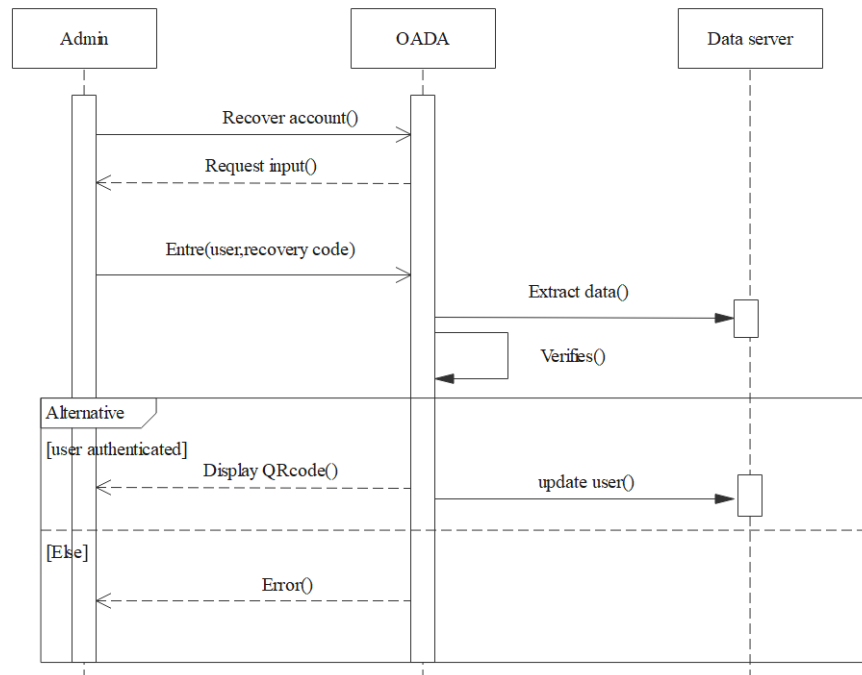 Admin
OADA
Data server
Recover account()
Request input()
Entre(user,recovery code)
Extract data()
Verifies()
Alternative
[user authenticated]
Display QRcode()
update user()
[Else]
Error()